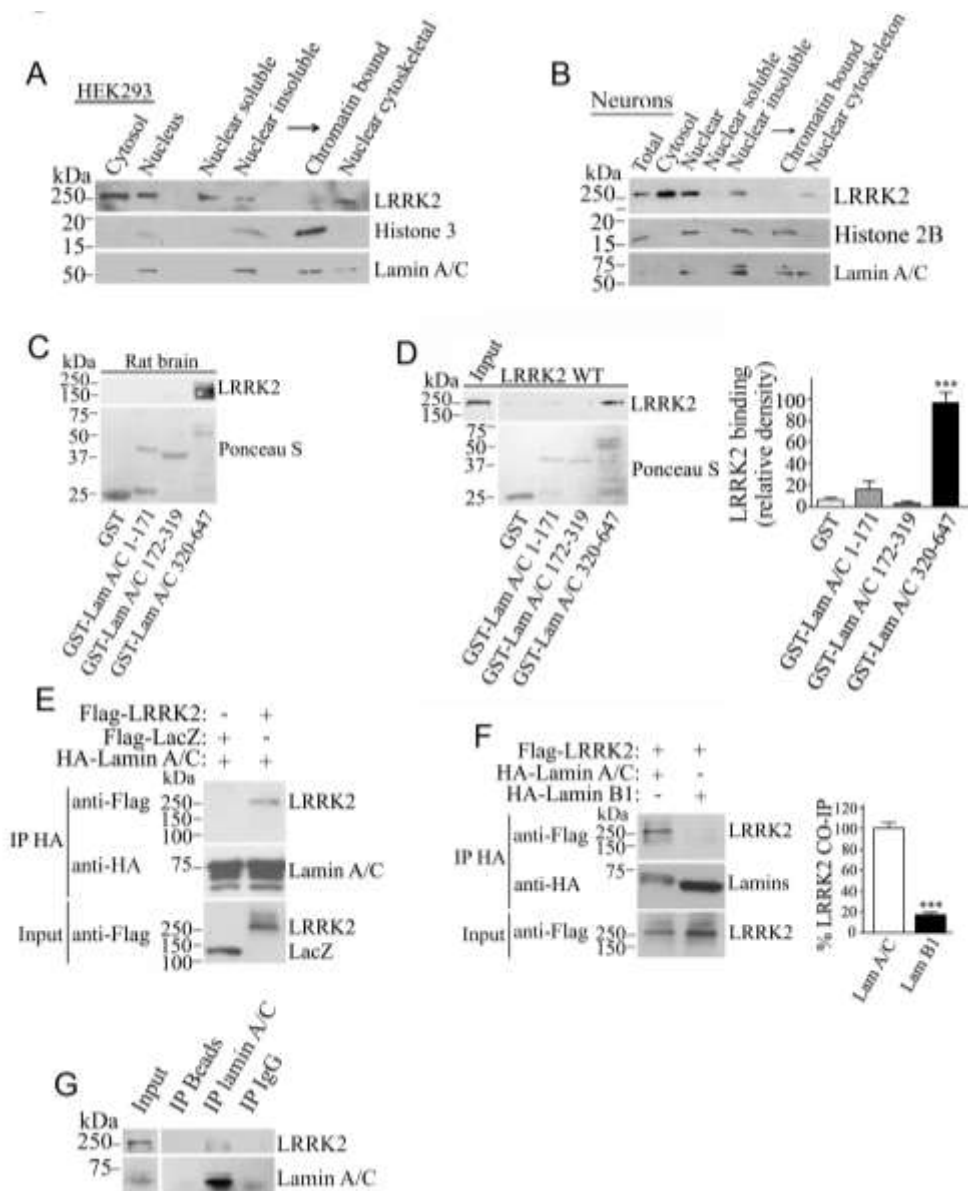 A
HEK293
Cytosol
Nucleus
Nuclear soluble
Nuclear insoluble
→
Chromatin bound
Nuclear cytoskeletal
kDa
250
LRRK2
20
15
Histone 3
50
Lamin A/C
B
Neurons
Total
Cytosol
Nuclear
Nuclear soluble
Nuclear insoluble
→
Chromatin bound
Nuclear cytoskeleton
kDa
250
LRRK2
20
15
Histone 2B
75
50
Lamin A/C
C
kDa
Rat brain
250
150
LRRK2
75
50
37
25
Ponceau S
GST
GST-Lam A/C 1-171
GST-Lam A/C 172-319
GST-Lam A/C 320-647
D
kDa
Input
LRRK2 WT
250
150
LRRK2
75
50
37
25
Ponceau S
GST
GST-Lam A/C 1-171
GST-Lam A/C 172-319
GST-Lam A/C 320-647
LRRK2 binding
(relative density)
100
80
60
40
20
0
***
GST
GST-Lam A/C 1-171
GST-Lam A/C 172-319
GST-Lam A/C 320-647
E
Flag-LRRK2: - +
Flag-LacZ: + -
HA-Lamin A/C: + +
kDa
IP HA
anti-Flag
250
150
100
LRRK2
anti-HA
75
Lamin A/C
Input
anti-Flag
250
150
100
LRRK2
LacZ
F
Flag-LRRK2: + +
HA-Lamin A/C: + -
HA-Lamin B1: - +
kDa
IP HA
anti-Flag
250
150
LRRK2
anti-HA
75
Lamins
Input
anti-Flag
250
150
LRRK2
% LRRK2 CO-IP
120
100
80
60
40
20
0
***
Lam A/C
Lam B1
G
Input
IP Beads
IP lamin A/C
IP IgG
kDa
250
LRRK2
75
Lamin A/C